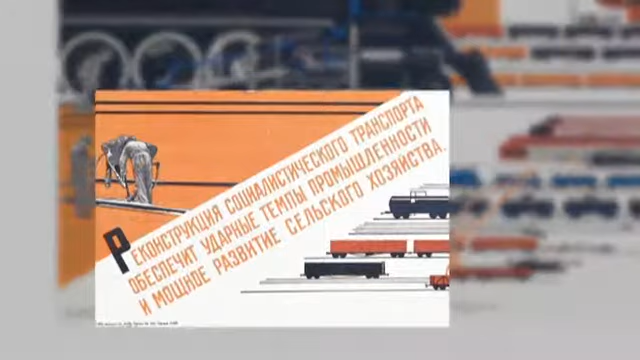 РЕКОНСТРУКЦИЯ СОЦИАЛИСТИЧЕСКОГО ТРАНСПОРТА
ОБЕСПЕЧИТ УДАРНЫЕ ТЕМПЫ ПРОМЫШЛЕННОСТИ
И МОЩНОЕ РАЗВИТИЕ СЕЛЬСКОГО ХОЗЯЙСТВА.